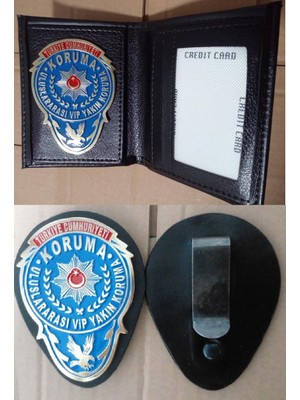 TÜRKİYE CUMHURİYETİ
KORUMA
ULUSLARARASI VIP YAKIN KORUMA
CREDIT CARD
CREDIT CARD
TÜRKİYE CUMHURİYETİ
KORUMA
ULUSLARARASI VIP YAKIN KORUMA